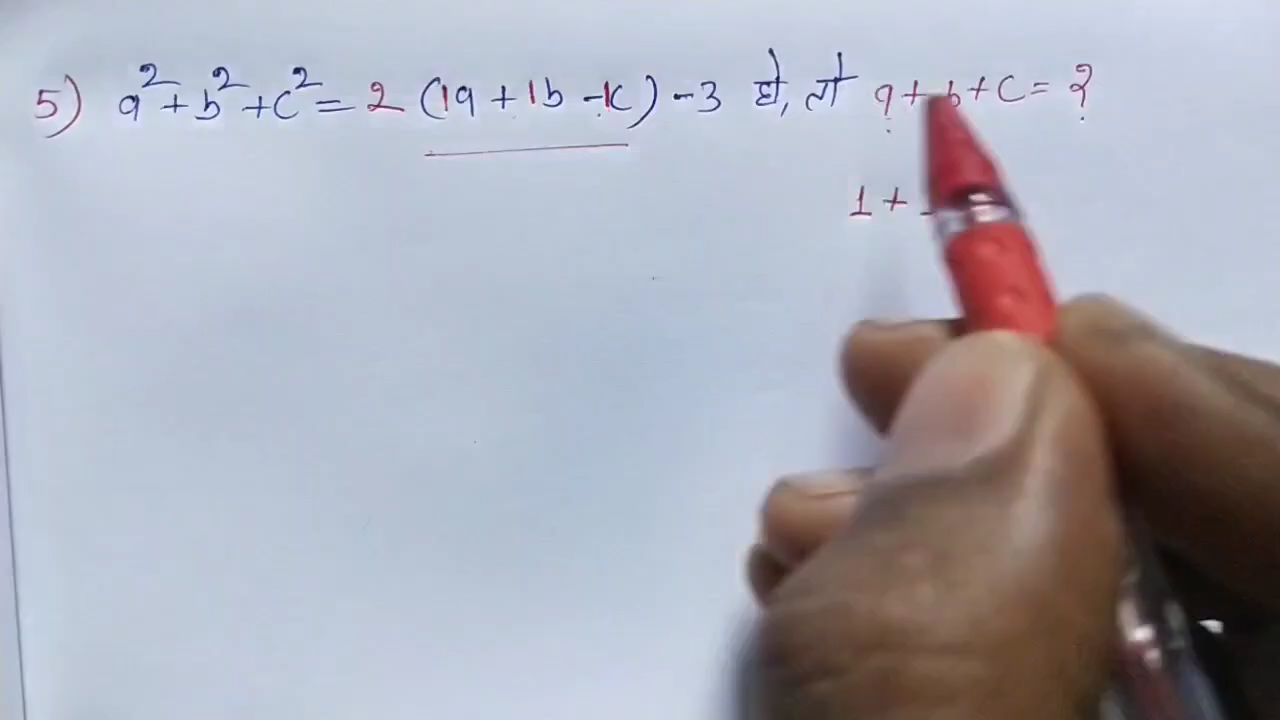 5) a²+b²+c² = 2 (1a + 1b - 1c) - 3 हो, तो a+b+c = ?
1 +